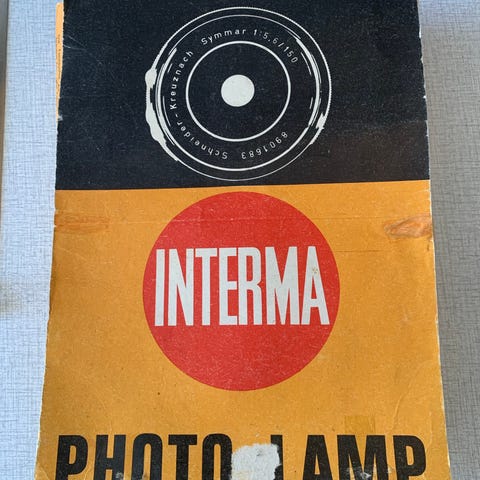 Schneider-Kreuznach Symmar 1:5,6/150
8901683
INTERMA
PHOTO LAMP